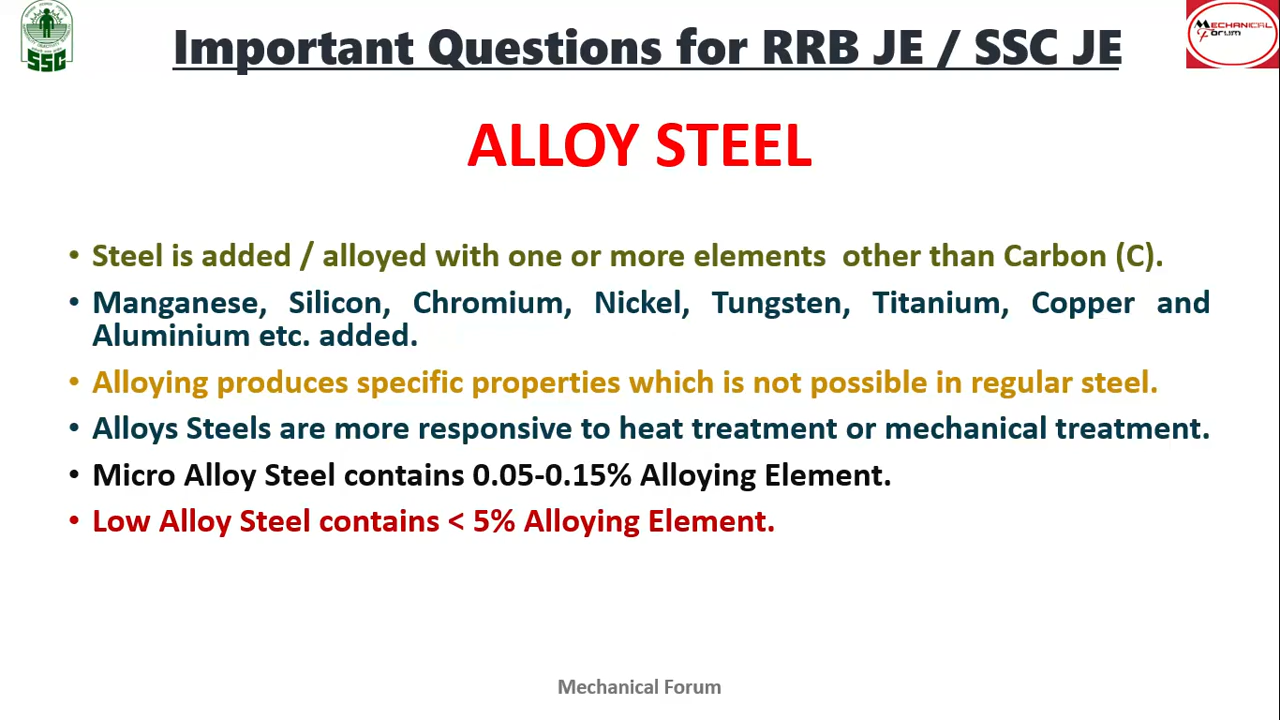 SSC
Important Questions for RRB JE / SSC JE
MECHANICAL
Forum
ALLOY STEEL
• Steel is added / alloyed with one or more elements other than Carbon (C).
• Manganese, Silicon, Chromium, Nickel, Tungsten, Titanium, Copper and
Aluminium etc. added.
• Alloying produces specific properties which is not possible in regular steel.
• Alloys Steels are more responsive to heat treatment or mechanical treatment.
• Micro Alloy Steel contains 0.05-0.15% Alloying Element.
• Low Alloy Steel contains < 5% Alloying Element.
Mechanical Forum